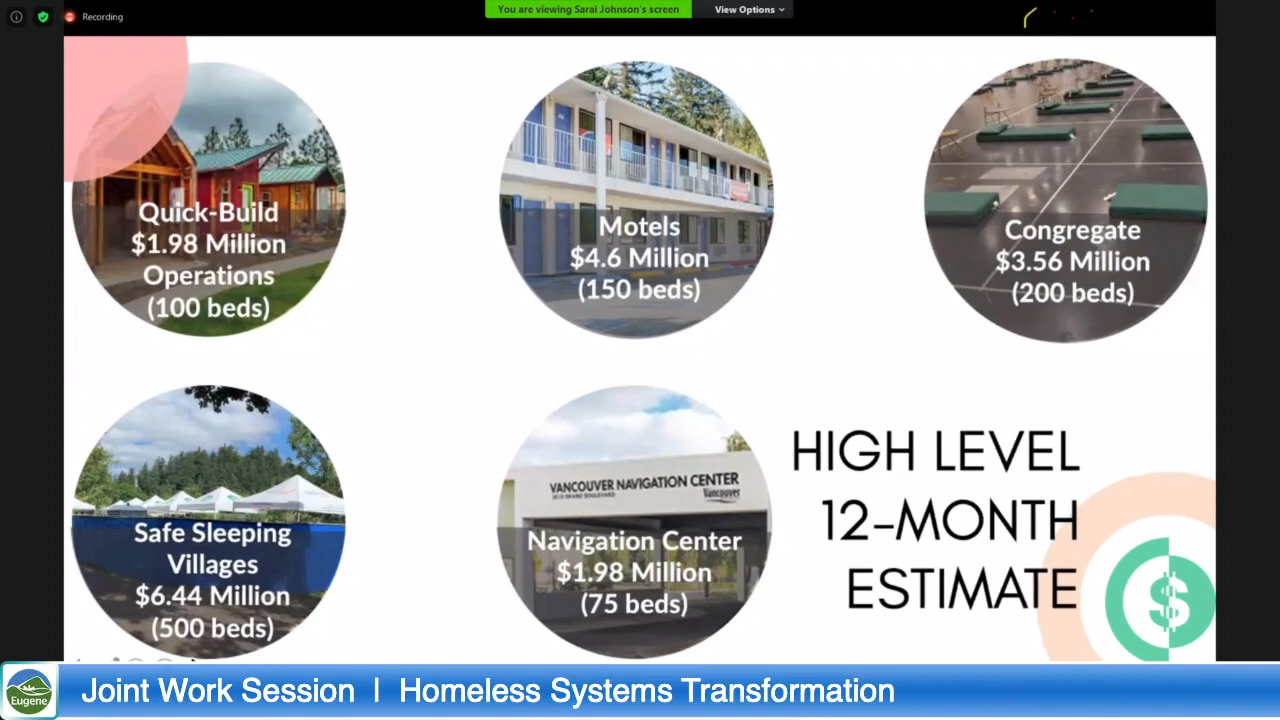 Recording
You are viewing Sarai Johnson's screen
View Options
Quick-Build
$1.98 Million
Operations
(100 beds)
Motels
$4.6 Million
(150 beds)
Congregate
$3.56 Million
(200 beds)
Safe Sleeping
Villages
$6.44 Million
(500 beds)
VANCOUVER NAVIGATION CENTER
Vancouver
Navigation Center
$1.98 Million
(75 beds)
HIGH LEVEL
12-MONTH
ESTIMATE
$
Eugene
Joint Work Session | Homeless Systems Transformation